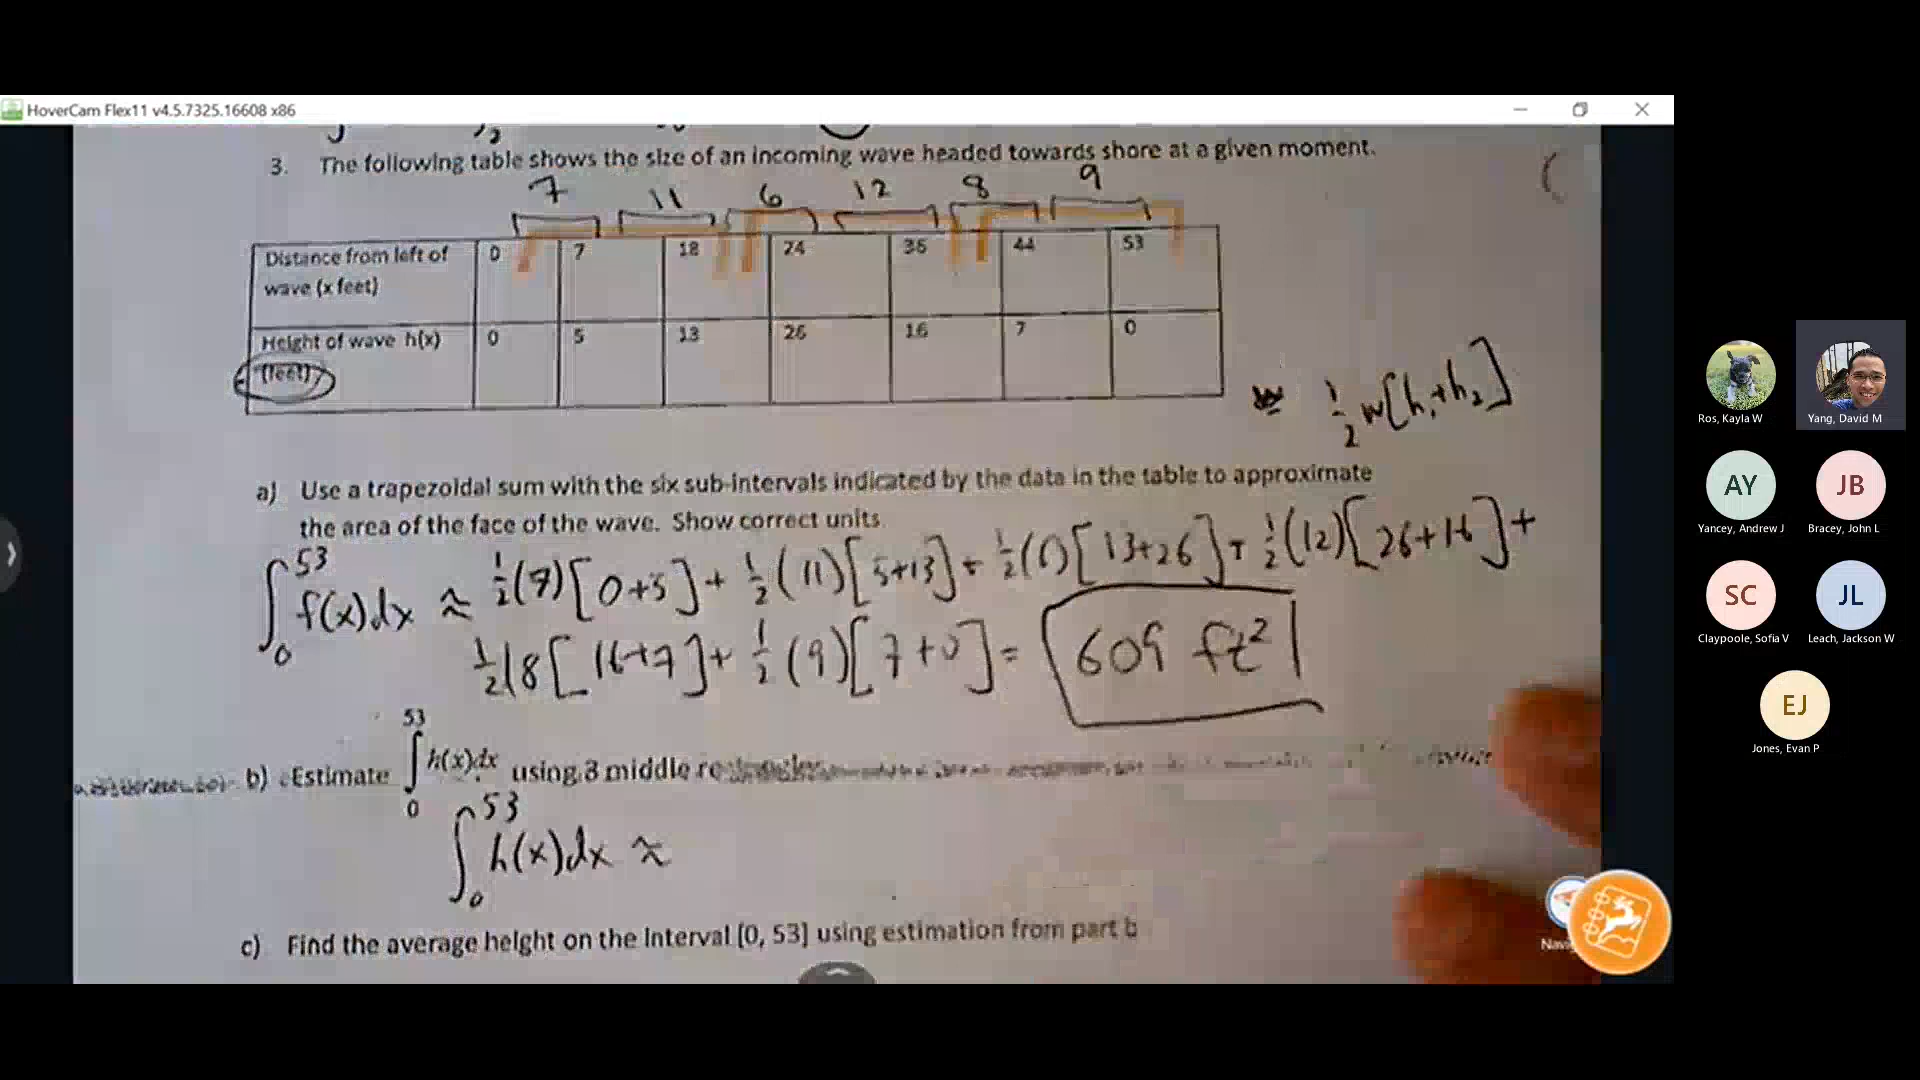 HoverCam Flex11 v4.5.7325.16608 x86
3. The following table shows the size of an incoming wave headed towards shore at a given moment.
7 11 6 12 8 9
Distance from left of wave (x feet) 0 7 18 24 36 44 53
Height of wave h(x) (feet) 0 5 13 26 16 7 0
1/2 w[h₁+h₂]
a) Use a trapezoidal sum with the six sub-intervals indicated by the data in the table to approximate
the area of the face of the wave. Show correct units.
∫₀⁵³ f(x)dx ≈ 1/2(7)[0+5]+ 1/2(11)[5+13]+ 1/2(6)[13+26]+ 1/2(12)[26+16]+
1/2(8[16+7]+ 1/2(9)[7+0]= 609 ft²
b) Estimate ∫₀⁵³ h(x)dx using 3 middle
∫₀⁵³ h(x)dx ≈
c) Find the average height on the interval [0, 53] using estimation from part b
Ros, Kayla W
Yang, David M
AY
Yancey, Andrew J
JB
Bracey, John L
SC
Claypoole, Sofia V
JL
Leach, Jackson W
EJ
Jones, Evan P